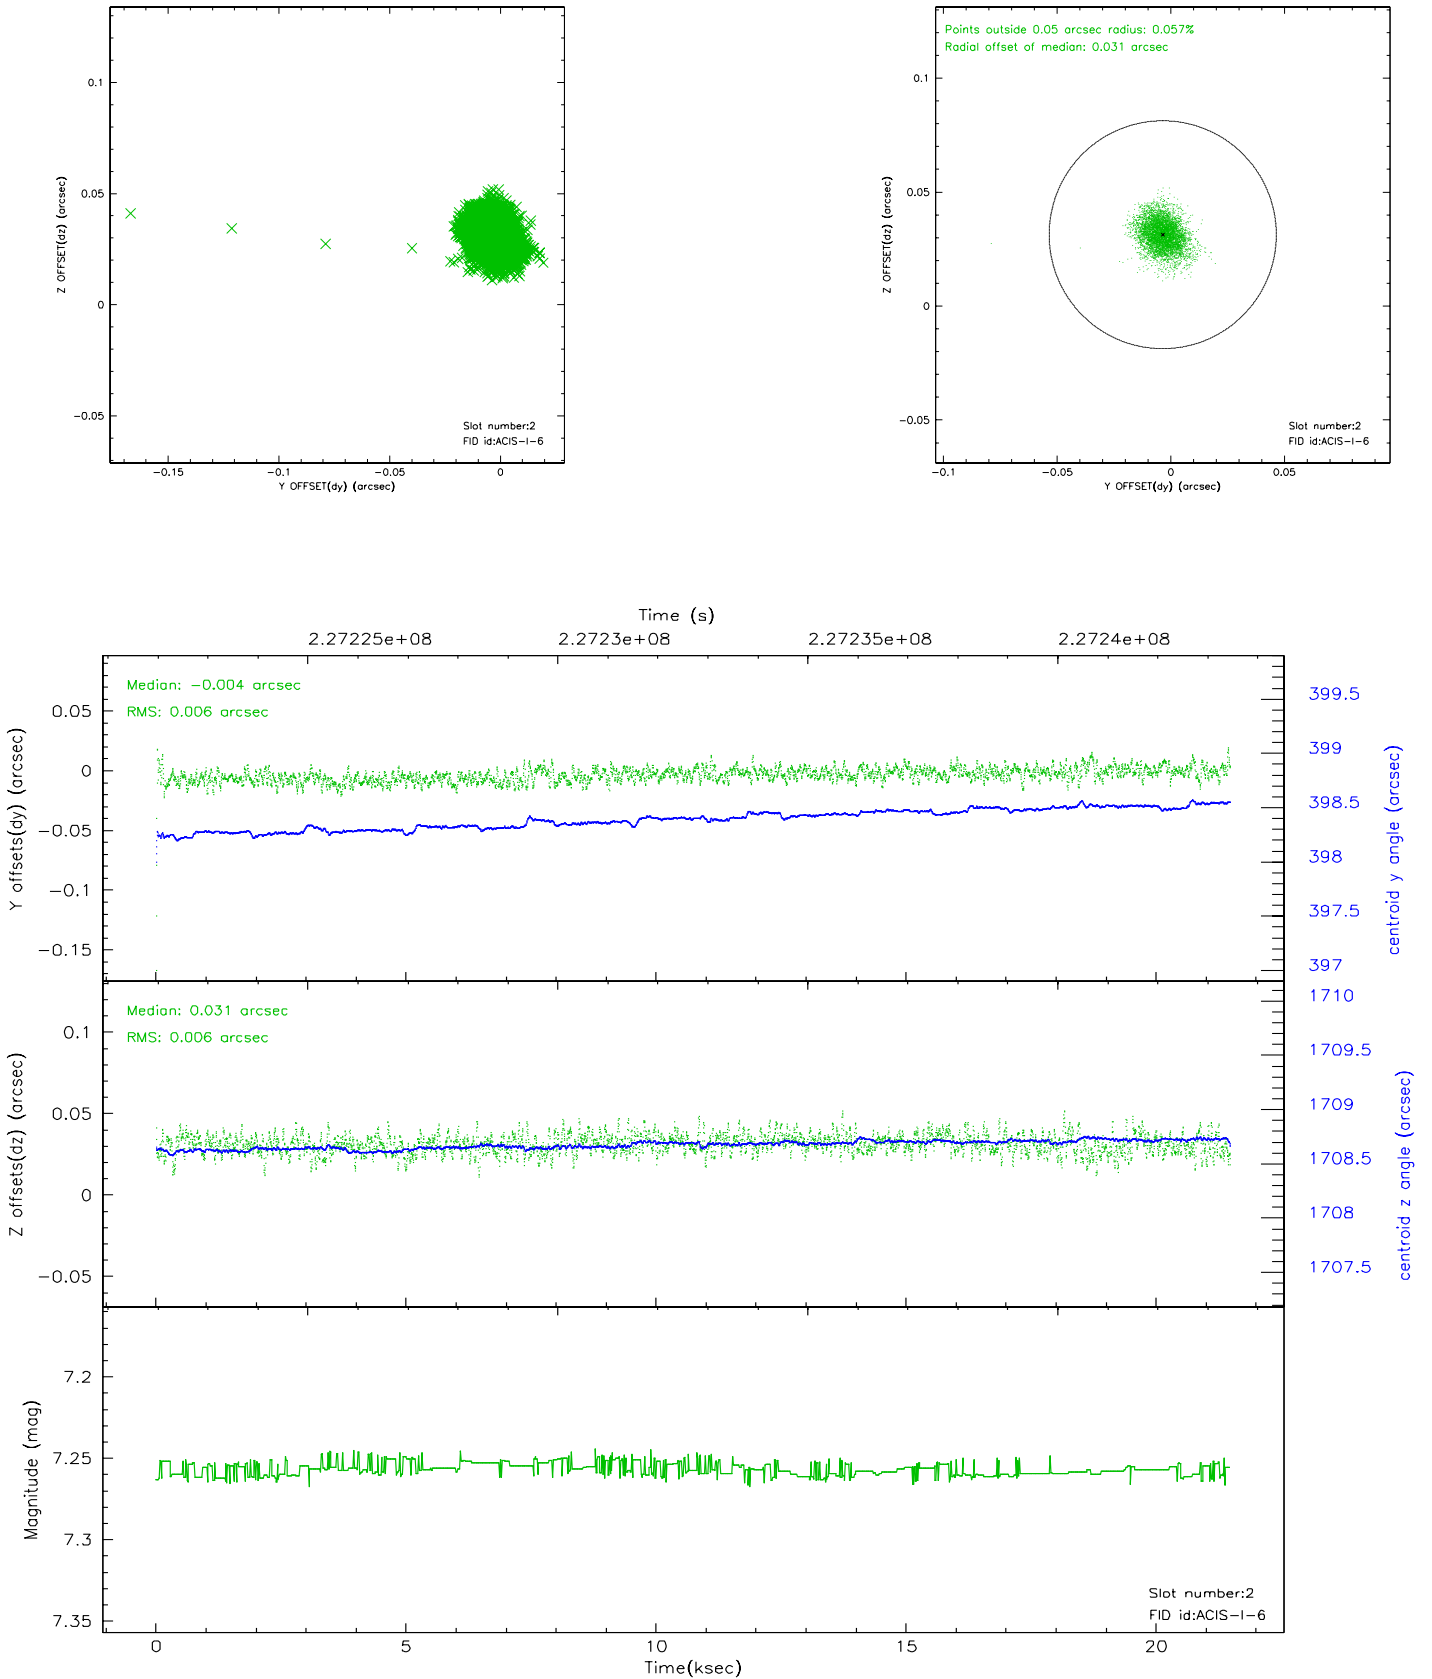 Points outside 0.05 arcsec radius: 0.057%
Radial offset of median: 0.031 arcsec
0.1
0.05
0
−0.05
Z OFFSET(dz) (arcsec)
Slot number:2
FID id:ACIS−I−6
−0.15
−0.1
−0.05
0
Y OFFSET(dy) (arcsec)
0.1
0.05
0
−0.05
Z OFFSET(dz) (arcsec)
Slot number:2
FID id:ACIS−I−6
−0.1
−0.05
0
0.05
Y OFFSET(dy) (arcsec)
Time (s)
2.27225e+08
2.2723e+08
2.27235e+08
2.2724e+08
Median: −0.004 arcsec
RMS: 0.006 arcsec
0.05
0
−0.05
−0.1
−0.15
Y offsets(dy) (arcsec)
399.5
399
398.5
398
397.5
397
centroid y angle (arcsec)
Median: 0.031 arcsec
RMS: 0.006 arcsec
0.1
0.05
0
−0.05
Z offsets(dz) (arcsec)
1710
1709.5
1709
1708.5
1708
1707.5
centroid z angle (arcsec)
7.2
7.25
7.3
7.35
Magnitude (mag)
Slot number:2
FID id:ACIS−I−6
0
5
10
15
20
Time(ksec)